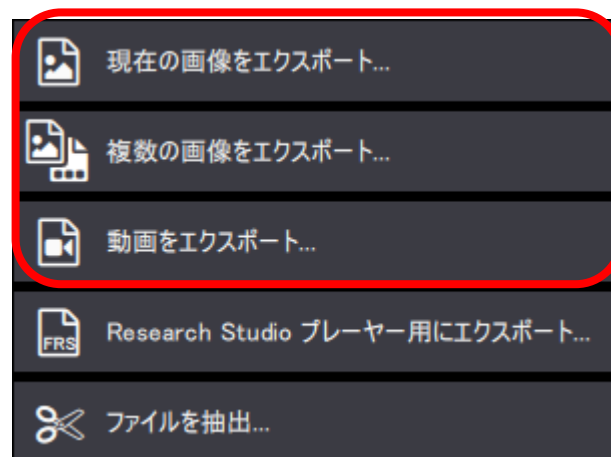 現在の画像をエクスポート...
複数の画像をエクスポート...
動画をエクスポート...
FRS
Research Studio プレーヤー用にエクスポート...
ファイルを抽出...